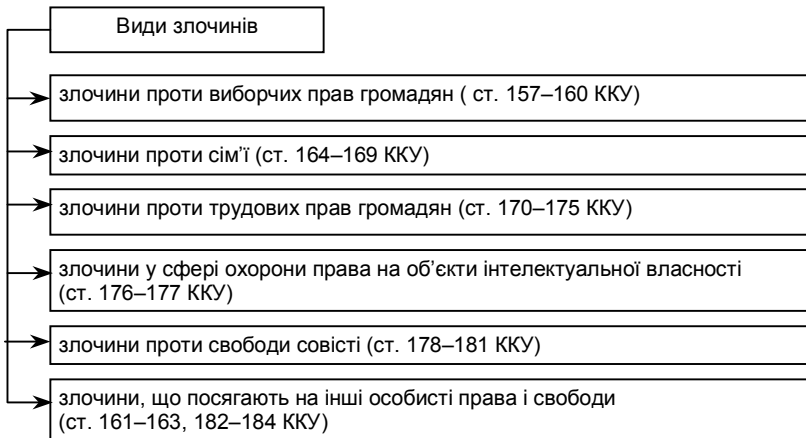 Види злочинів
злочини проти виборчих прав громадян ( ст. 157–160 ККУ)
злочини проти сім’ї (ст. 164–169 ККУ)
злочини проти трудових прав громадян (ст. 170–175 ККУ)
злочини у сфері охорони права на об’єкти інтелектуальної власності
(ст. 176–177 ККУ)
злочини проти свободи совісті (ст. 178–181 ККУ)
злочини, що посягають на інші особисті права і свободи
(ст. 161–163, 182–184 ККУ)